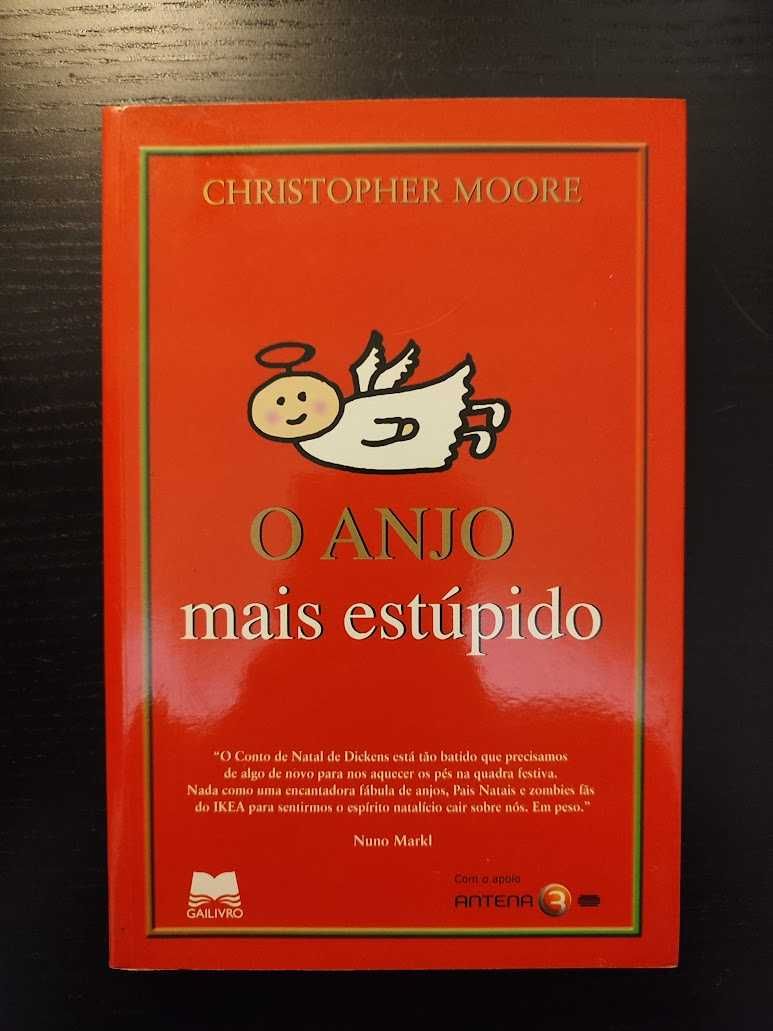 CHRISTOPHER MOORE
O ANJO
mais estúpido
“O Conto de Natal de Dickens está tão batido que precisamos
de algo de novo para nos aquecer os pés na quadra festiva.
Nada como uma encantadora fábula de anjos, Pais Natais e zombies fãs
do IKEA para sentirmos o espírito natalício cair sobre nós. Em peso.”
Nuno Markl
GAILIVRO
Com o apoio
ANTENA 3